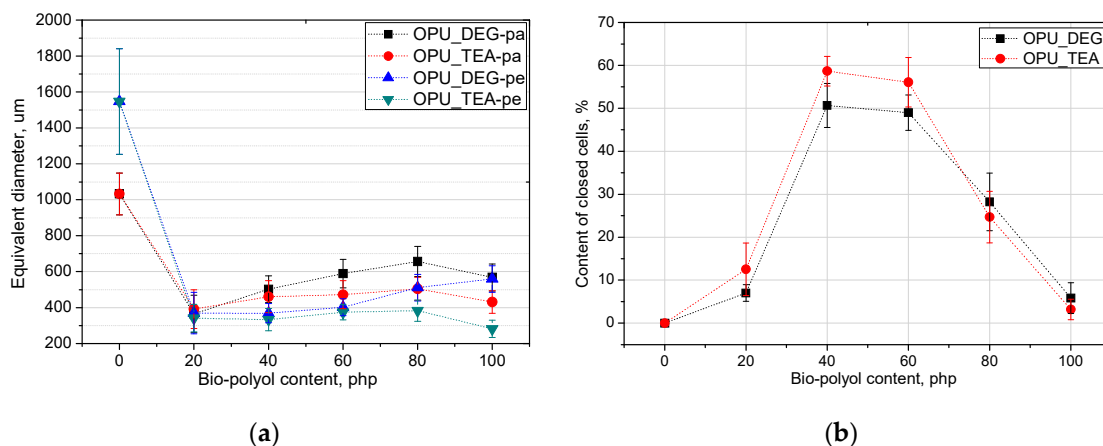 2000
1800
1600
1400
1200
1000
800
600
400
200
Equivalent diameter, um
OPU_DEG-pa
OPU_TEA-pa
OPU_DEG-pe
OPU_TEA-pe
0 20 40 60 80 100
Bio-polyol content, php
(a)
70
60
50
40
30
20
10
0
Content of closed cells, %
OPU_DEG
OPU_TEA
0 20 40 60 80 100
Bio-polyol content, php
(b)